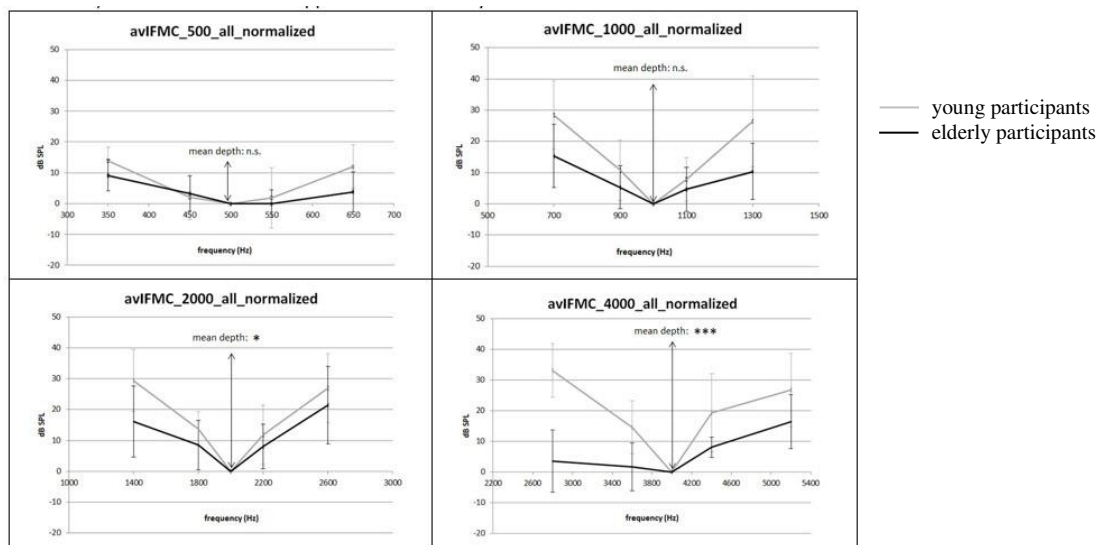 avIFMC_500_all_normalized
50
40
30
20
10
0
-10
-20
dB SPL
mean depth: n.s.
300 350 400 450 500 550 600 650 700
frequency (Hz)
avIFMC_1000_all_normalized
50
40
30
20
10
0
-10
-20
dB SPL
mean depth: n.s.
500 700 900 1100 1300 1500
frequency (Hz)
young participants
elderly participants
avIFMC_2000_all_normalized
50
40
30
20
10
0
-10
-20
dB SPL
mean depth: *
1000 1400 1800 2200 2600 3000
frequency (Hz)
avIFMC_4000_all_normalized
50
40
30
20
10
0
-10
-20
dB SPL
mean depth: ***
2200 2600 3000 3400 3800 4200 4600 5000 5400
frequency (Hz)